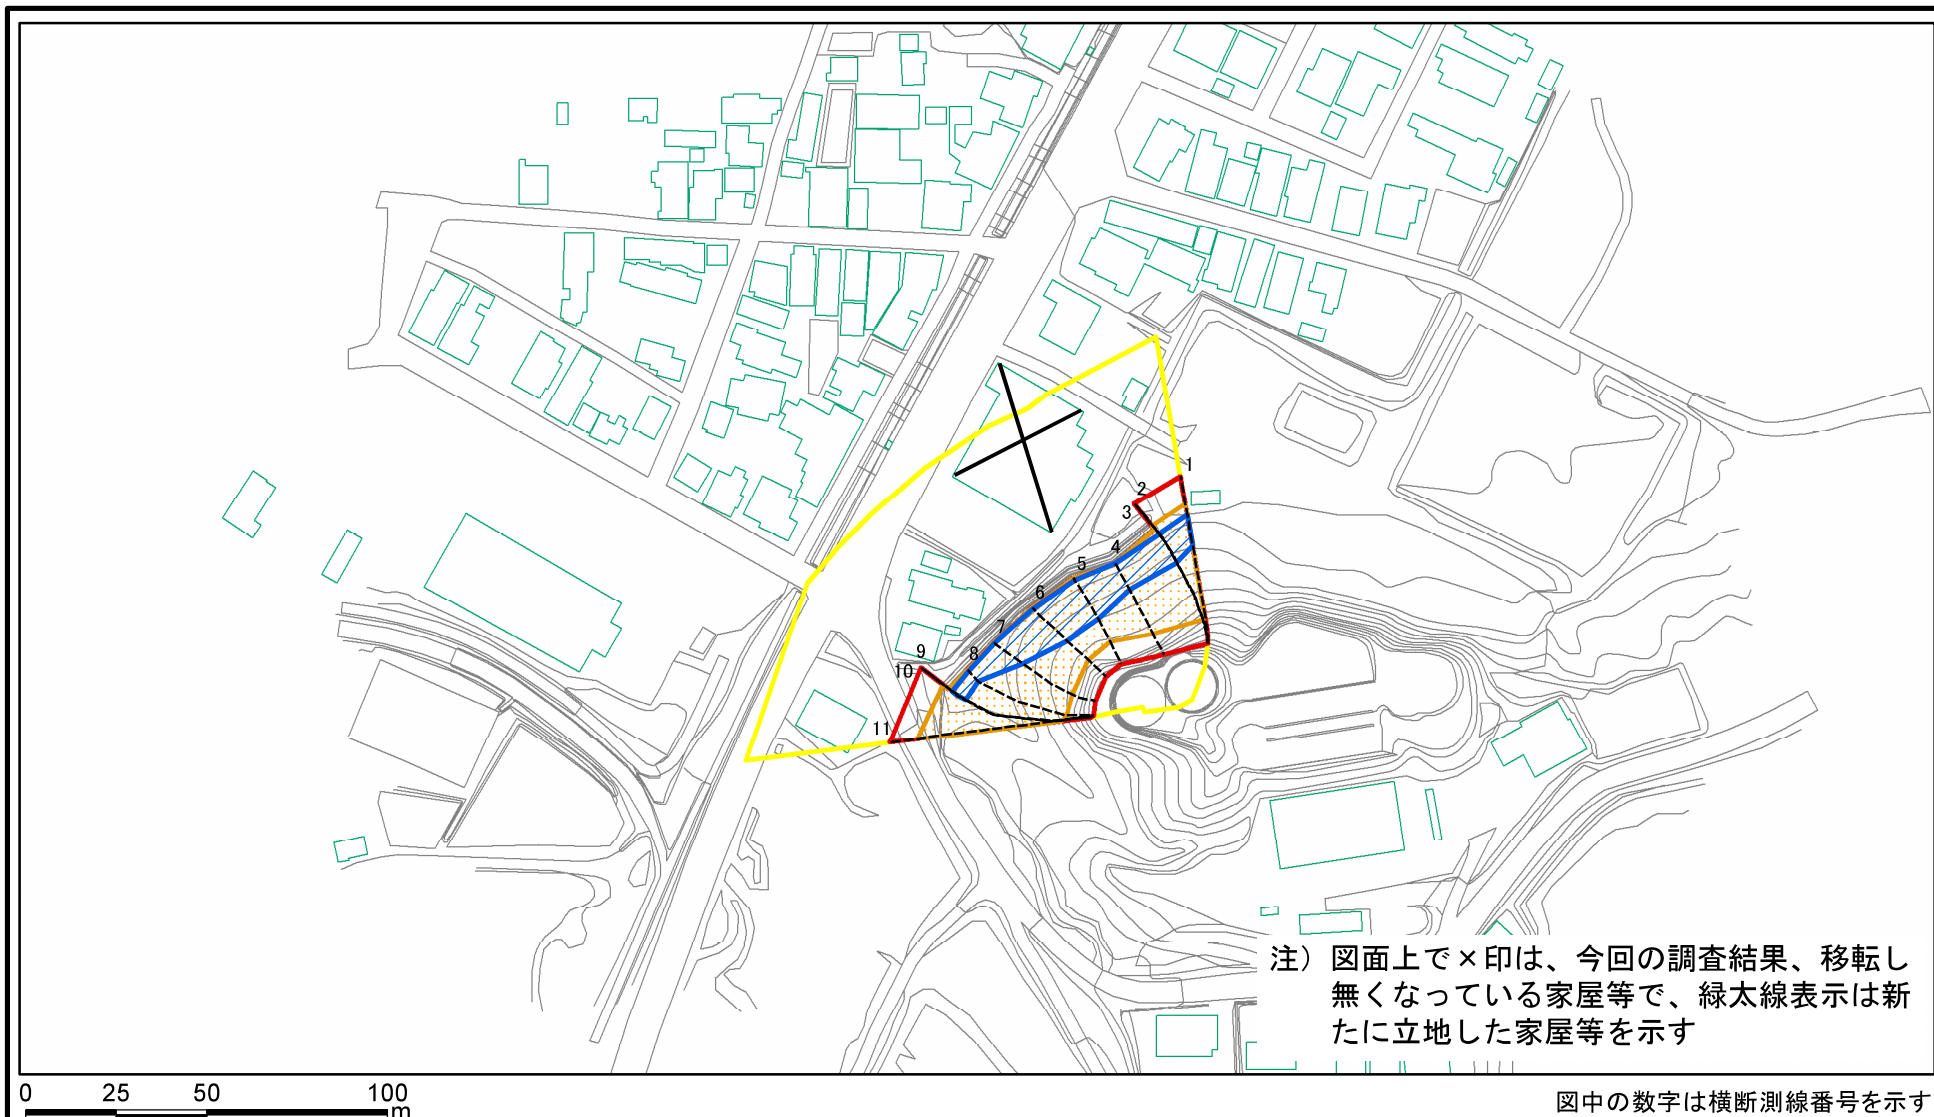 1
2
3
4
5
6
7
8
9
10
11
注）図面上で×印は、今回の調査結果、移転し
無くなっている家屋等で、緑太線表示は新
たに立地した家屋等を示す
0 25 50 100
m
図中の数字は横断測線番号を示す